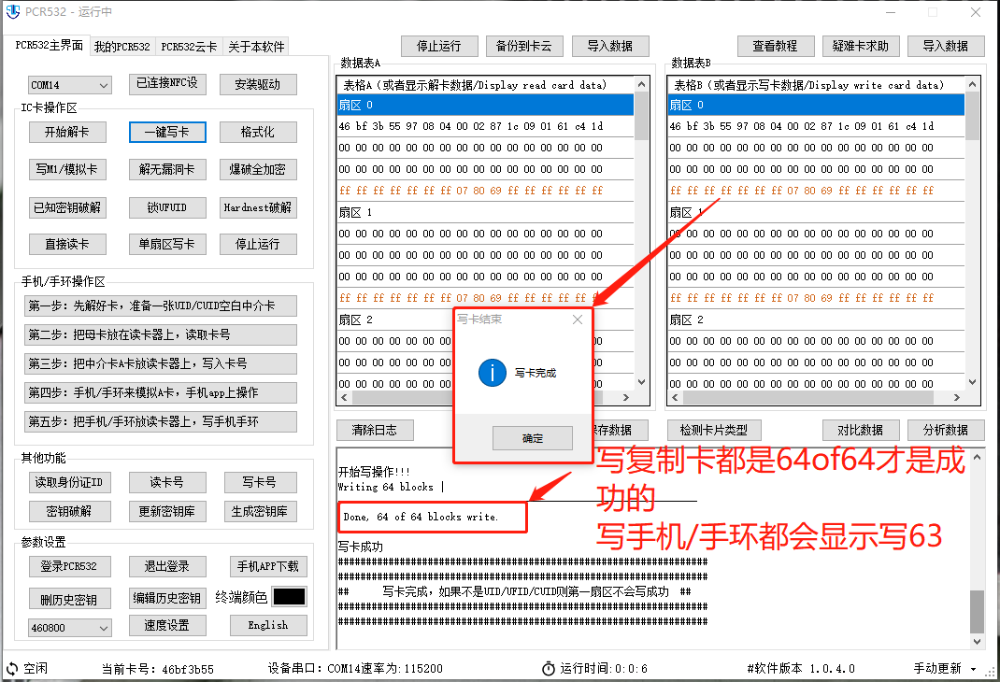 PCR532 - 运行中
PCR532主界面 我的PCR532 PCR532云卡 关于本软件
停止运行 备份到卡云 导入数据 查看教程 疑难卡求助 导入数据
COM14 已连接NFC设 安装驱动
IC卡操作区
开始解卡 一键写卡 格式化
写M1/模拟卡 解无漏洞卡 爆破全加密
已知密钥破解 锁UFUID Hardnest破解
直接读卡 单扇区写卡 停止运行
手机/手环操作区
第一步: 先解好卡，准备一张UID/CUID空白中介卡
第二步: 把母卡放在读卡器上，读取卡号
第三步: 把中介卡A卡放读卡器上，写入卡号
第四步: 手机/手环来模拟A卡，手机app上操作
第五步: 把手机/手环放读卡器上，写手机手环
其他功能
读取身份证ID 读卡号 写卡号
密钥破解 更新密钥库 生成密钥库
参数设置
登录PCR532 退出登录 手机APP下载
删历史密钥 编辑历史密钥 终端颜色
460800 速度设置 English
数据表A
表格A（或者显示解卡数据/Display read card data)
扇区 0
46 bf 3b 55 97 08 04 00 02 87 1c 09 01 61 c4 1d
00 00 00 00 00 00 00 00 00 00 00 00 00 00 00 00
00 00 00 00 00 00 00 00 00 00 00 00 00 00 00 00
ff ff ff ff ff ff ff 07 80 69 ff ff ff ff ff ff
扇区 1
00 00 00 00 00 00 00 00 00 00 00 00 00 00 00 00
00 00 00 00 00 00 00 00 00 00 00 00 00 00 00 00
00 00 00 00 00 00 00 00 00 00 00 00 00 00 00 00
ff ff ff ff ff ff ff 07 80 69 ff ff ff ff ff ff
扇区 2
00 00 00 00 00 00
00 00 00 00 00 00
00 00 00 00 00 00
数据表B
表格B（或者显示写卡数据/Display write card data)
扇区 0
46 bf 3b 55 97 08 04 00 02 87 1c 09 01 61 c4 1d
00 00 00 00 00 00 00 00 00 00 00 00 00 00 00 00
00 00 00 00 00 00 00 00 00 00 00 00 00 00 00 00
ff ff ff ff ff ff ff 07 80 69 ff ff ff ff ff ff
扇区 1
00 00 00 00 00 00 00 00 00 00 00 00 00 00 00 00
00 00 00 00 00 00 00 00 00 00 00 00 00 00 00 00
00 00 00 00 00 00 00 00 00 00 00 00 00 00 00 00
ff ff ff ff ff ff ff 07 80 69 ff ff ff ff ff ff
扇区 2
00 00 00 00 00 00 00 00 00 00 00 00 00 00 00 00
00 00 00 00 00 00 00 00 00 00 00 00 00 00 00 00
00 00 00 00 00 00 00 00 00 00 00 00 00 00 00 00
写卡结束
写卡完成
确定
清除日志 存数据 检测卡片类型 对比数据 分析数据
开始写操作!!!
Writing 64 blocks |
Done, 64 of 64 blocks write.
写卡成功
##################################################################
##################################################################
## 写卡完成，如果不是UID/UFID/CUID则第一扇区不会写成功 ##
##################################################################
##################################################################
写复制卡都是64of64才是成
功的
写手机/手环都会显示写63
空闲 当前卡号: 46bf3b55 设备串口: COM14速率为: 115200 运行时间:0:0:6 #软件版本 1.0.4.0 手动更新